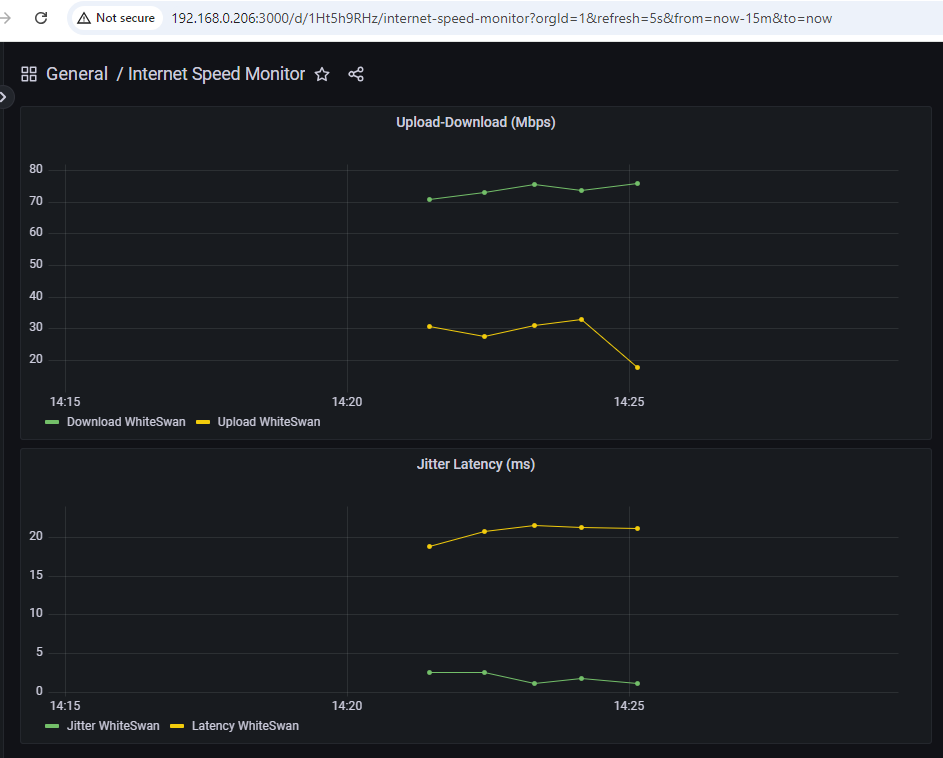 Not secure 192.168.0.206:3000/d/1Ht5h9RHz/internet-speed-monitor?orgId=1&refresh=5s&from=now-15m&to=now
General / Internet Speed Monitor
Upload-Download (Mbps)
80
70
60
50
40
30
20
14:15 14:20 14:25
Download WhiteSwan Upload WhiteSwan
Jitter Latency (ms)
20
15
10
5
0
14:15 14:20 14:25
Jitter WhiteSwan Latency WhiteSwan